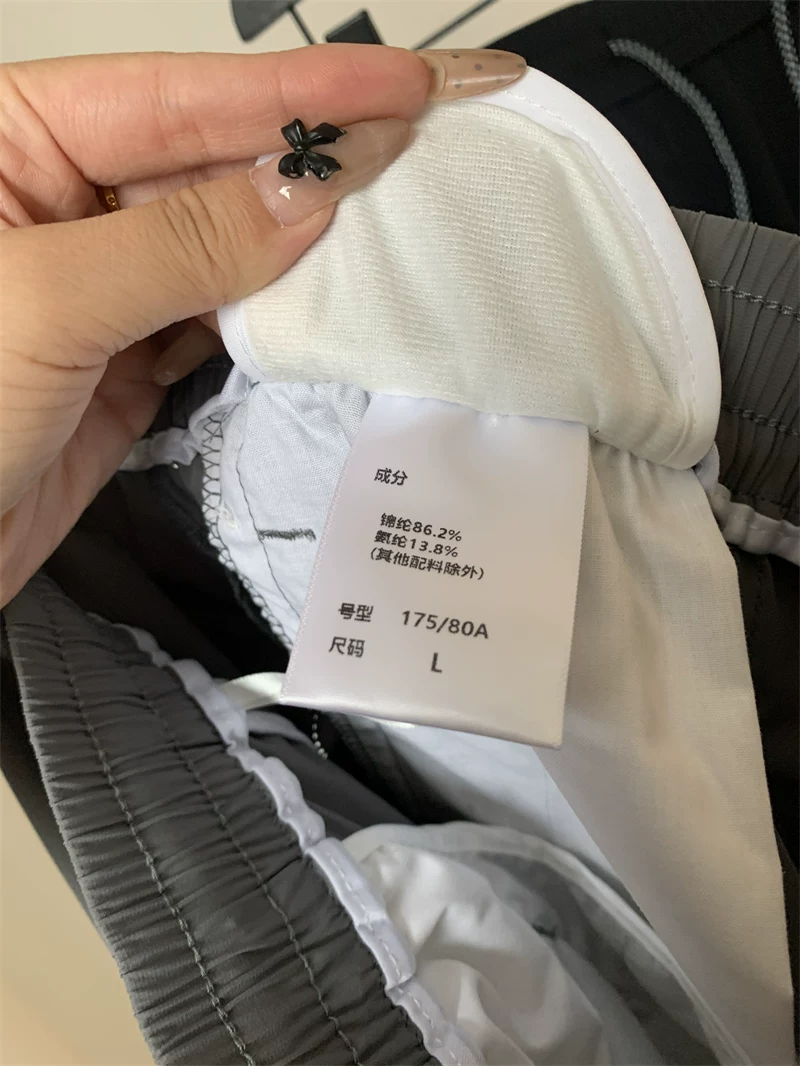 成分
锦纶86.2%
氨纶13.8%
(其他配料除外)
号型 175/80A
尺码 L